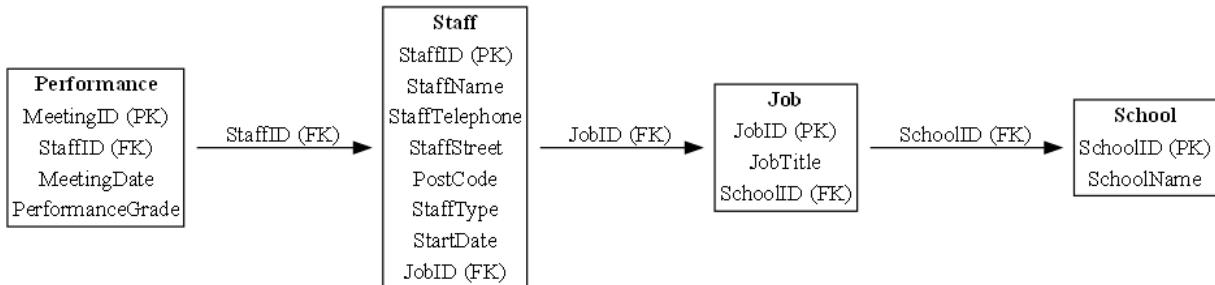 Performance
MeetingID (PK)
StaffID (FK)
MeetingDate
PerformanceGrade
StaffID (FK)
Staff
StaffID (PK)
StaffName
StaffTelephone
StaffStreet
PostCode
StaffType
StartDate
JobID (FK)
JobID (FK)
Job
JobID (PK)
JobTitle
SchoolID (FK)
SchoolID (FK)
School
SchoolID (PK)
SchoolName